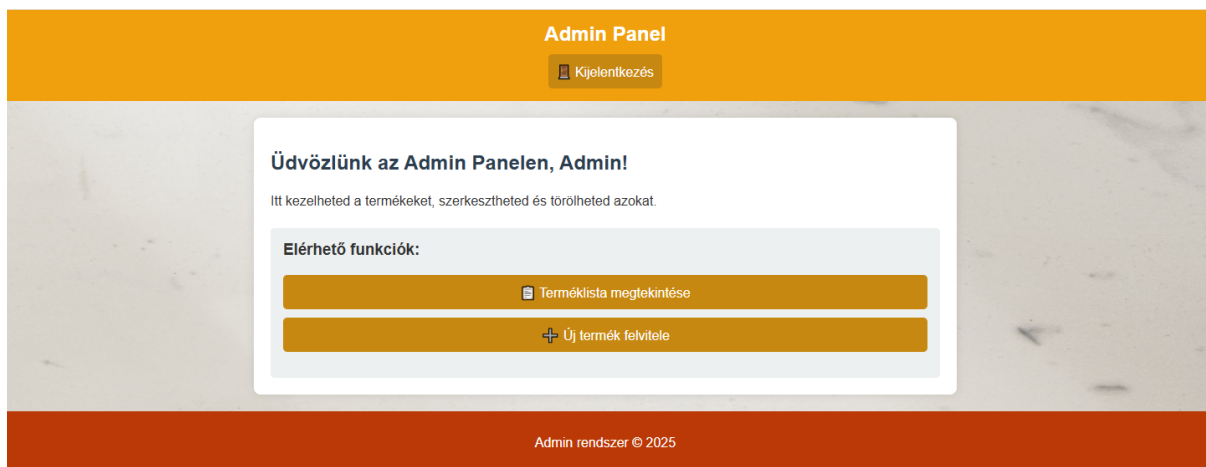 Admin Panel
Kijelentkezés
Üdvözlünk az Admin Panelen, Admin!
Itt kezelheted a termékeket, szerkesztheted és törölheted azokat.
Elérhető funkciók:
Terméklista megtekintése
Új termék felvitele
Admin rendszer © 2025